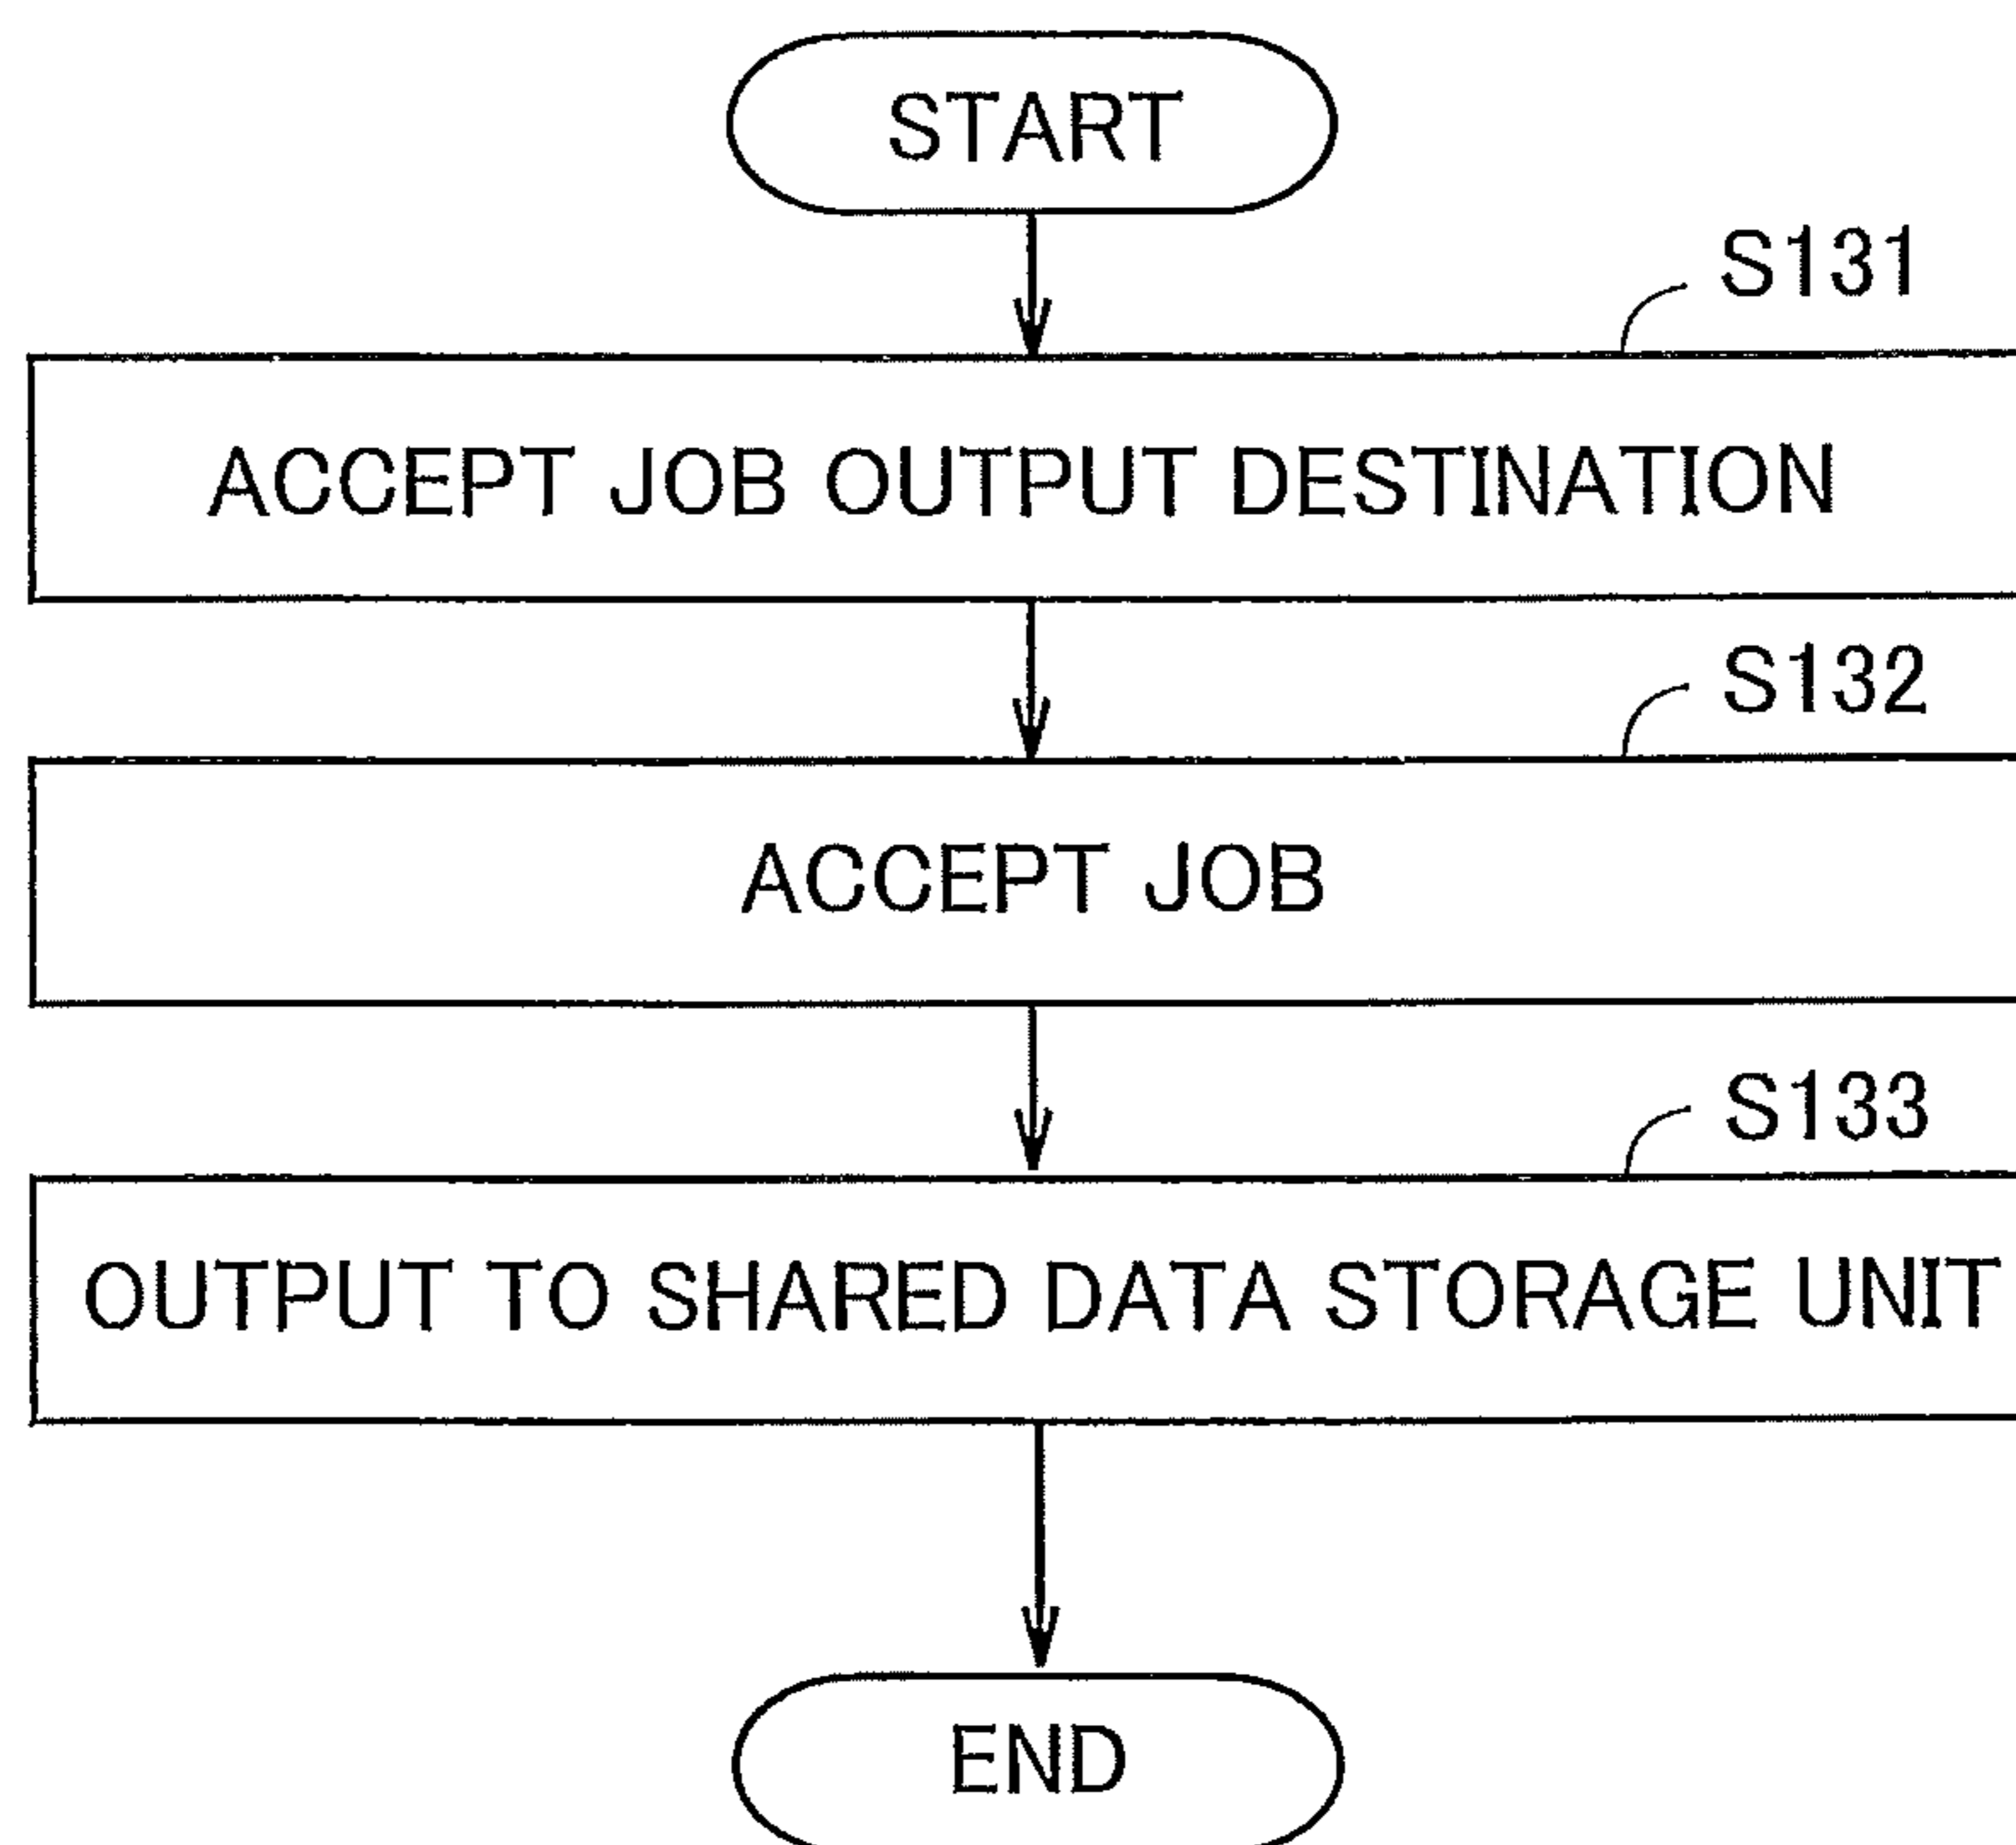 START
S131
ACCEPT JOB OUTPUT DESTINATION
S132
ACCEPT JOB
S133
OUTPUT TO SHARED DATA STORAGE UNIT
END